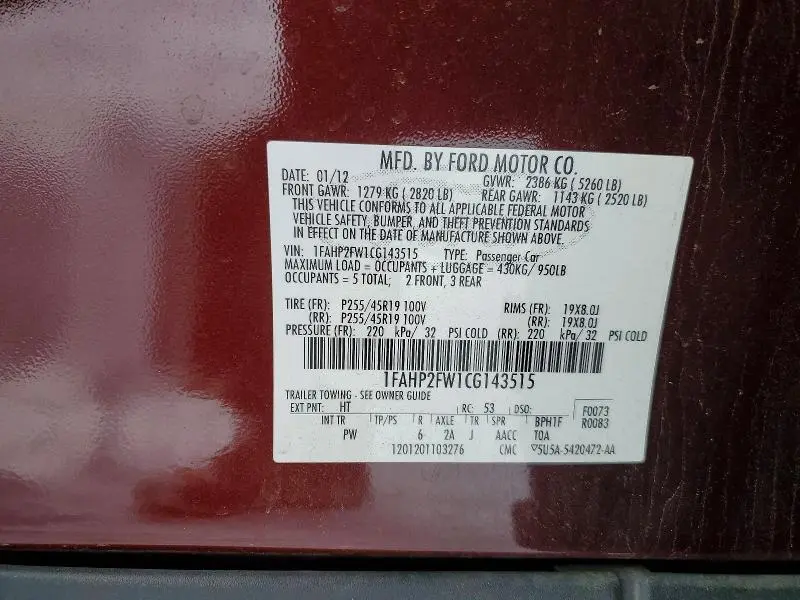 MFD. BY FORD MOTOR CO.
DATE: 01/12 GVWR: 2386 KG ( 5260 LB)
FRONT GAWR: 1279 KG ( 2820 LB) REAR GAWR: 1143 KG ( 2520 LB)
THIS VEHICLE CONFORMS TO ALL APPLICABLE FEDERAL MOTOR
VEHICLE SAFETY, BUMPER, AND THEFT PREVENTION STANDARDS
IN EFFECT ON THE DATE OF MANUFACTURE SHOWN ABOVE.
VIN: 1FAHP2FW1CG143515 TYPE: Passenger Car
MAXIMUM LOAD = OCCUPANTS + LUGGAGE = 430KG/ 950LB
OCCUPANTS = 5 TOTAL; 2 FRONT, 3 REAR
TIRE (FR): P255/45R19 100V RIMS (FR): 19X8.0J
(RR): P255/45R19 100V (RR): 19X8.0J
PRESSURE (FR): 220 kPa/ 32 PSI COLD (RR): 220 kPa/ 32 PSI COLD
1FAHP2FW1CG143515
TRAILER TOWING - SEE OWNER GUIDE
EXT PNT: HT RC: 53 DSO: F0073
INT TR TP/PS R AXLE TR SPR BPH1F R0083
PW 6 2A J AACC TOA
1201201103276 CMC ▽5U5A-5420472-AA